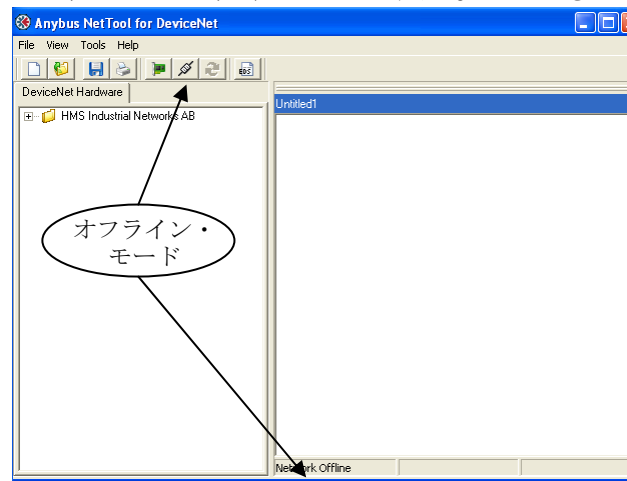 Anybus NetTool for DeviceNet
File View Tools Help
EDS
DeviceNet Hardware
Untitled1
HMS Industrial Networks AB
オフライン・
モード
Network Offline